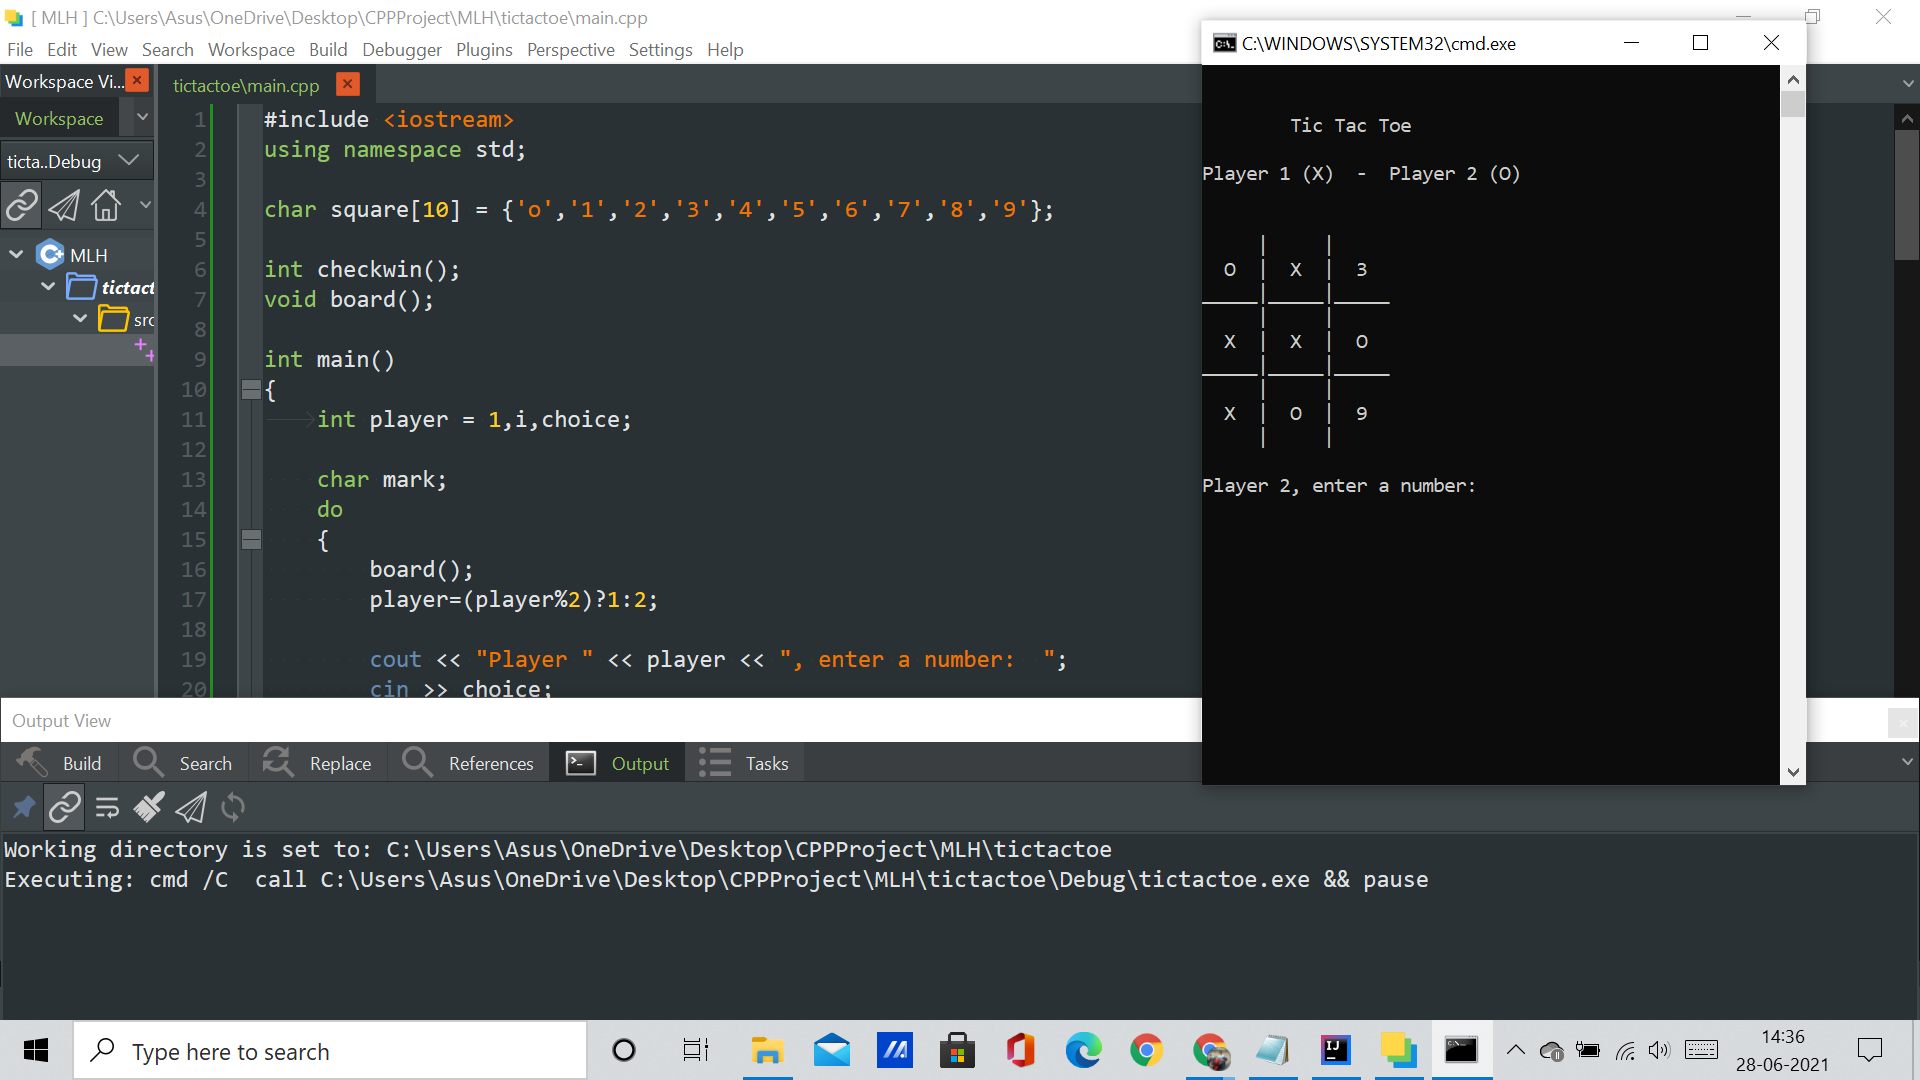 [ MLH ] C:\Users\Asus\OneDrive\Desktop\CPPProject\MLH\tictactoe\main.cpp
File Edit View Search Workspace Build Debugger Plugins Perspective Settings Help
Workspace Vi...
Workspace
ticta..Debug
MLH
tictact
src
tictactoe\main.cpp
1 #include <iostream>
2 using namespace std;
3
4 char square[10] = {'o','1','2','3','4','5','6','7','8','9'};
5
6 int checkwin();
7 void board();
8
9 int main()
10 {
11 int player = 1,i,choice;
12
13 char mark;
14 do
15 {
16 board();
17 player=(player%2)?1:2;
18
19 cout << "Player " << player << ", enter a number:  ";
20 cin >> choice;
C:\WINDOWS\SYSTEM32\cmd.exe
Tic Tac Toe
Player 1 (X)  -  Player 2 (O)
O | X | 3
X | X | O
X | O | 9
Player 2, enter a number:
Output View
Build Search Replace References Output Tasks
Working directory is set to: C:\Users\Asus\OneDrive\Desktop\CPPProject\MLH\tictactoe
Executing: cmd /C  call C:\Users\Asus\OneDrive\Desktop\CPPProject\MLH\tictactoe\Debug\tictactoe.exe && pause
Type here to search
14:36
28-06-2021